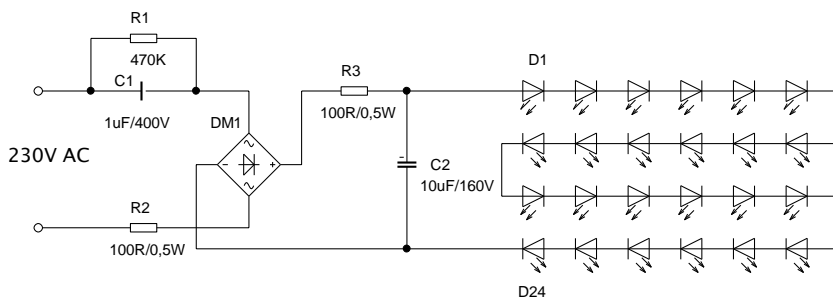 R1
470K
C1
1uF/400V
230V AC
DM1
R2
100R/0,5W
R3
100R/0,5W
C2
10uF/160V
D1
D24